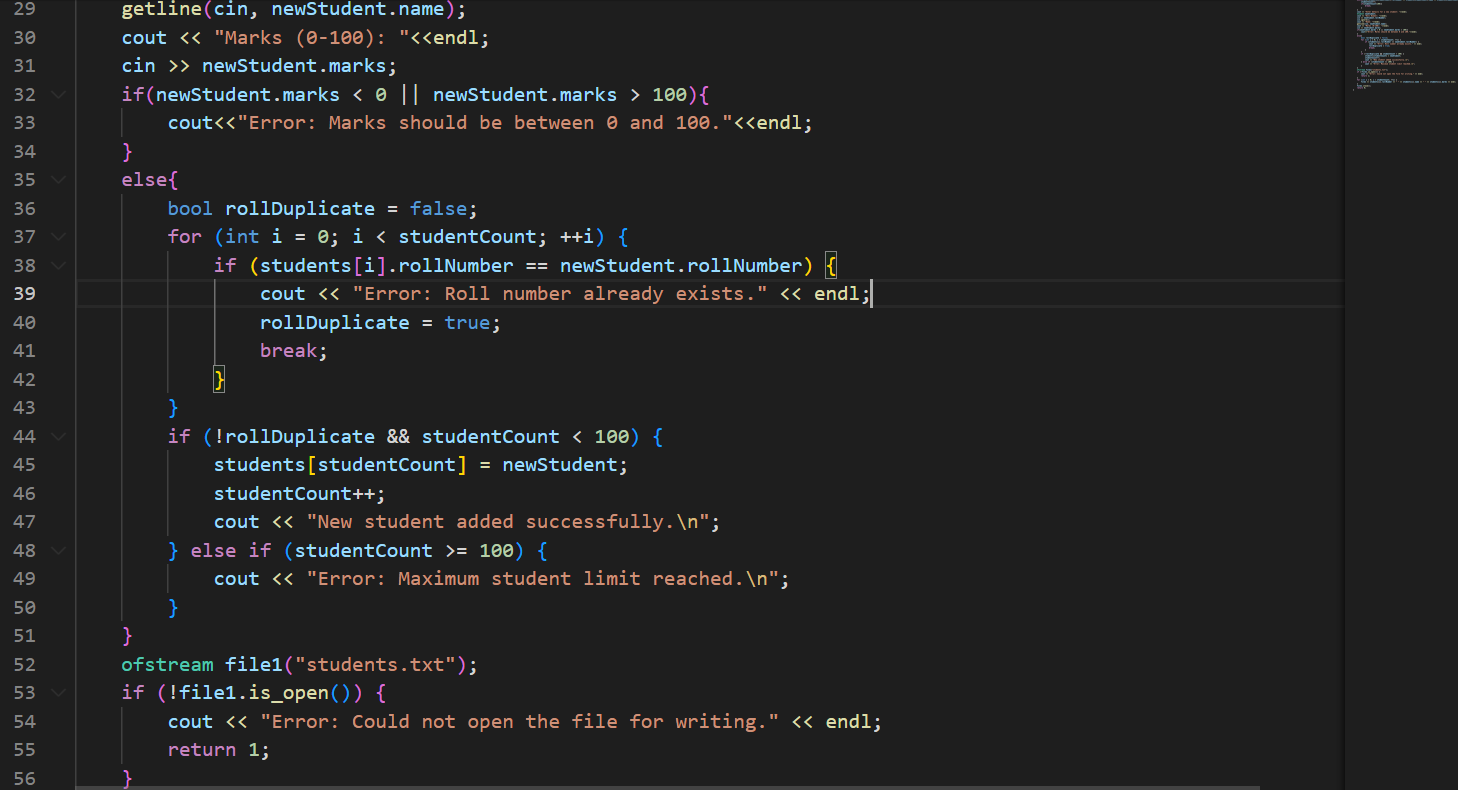 29 getline(cin, newStudent.name);
30 cout << "Marks (0-100): "<<endl;
31 cin >> newStudent.marks;
32 if(newStudent.marks < 0 || newStudent.marks > 100){
33 cout<<"Error: Marks should be between 0 and 100."<<endl;
34 }
35 else{
36 bool rollDuplicate = false;
37 for (int i = 0; i < studentCount; ++i) {
38 if (students[i].rollNumber == newStudent.rollNumber) {
39 cout << "Error: Roll number already exists." << endl;
40 rollDuplicate = true;
41 break;
42 }
43 }
44 if (!rollDuplicate && studentCount < 100) {
45 students[studentCount] = newStudent;
46 studentCount++;
47 cout << "New student added successfully.\n";
48 } else if (studentCount >= 100) {
49 cout << "Error: Maximum student limit reached.\n";
50 }
51 }
52 ofstream file1("students.txt");
53 if (!file1.is_open()) {
54 cout << "Error: Could not open the file for writing." << endl;
55 return 1;
56 }